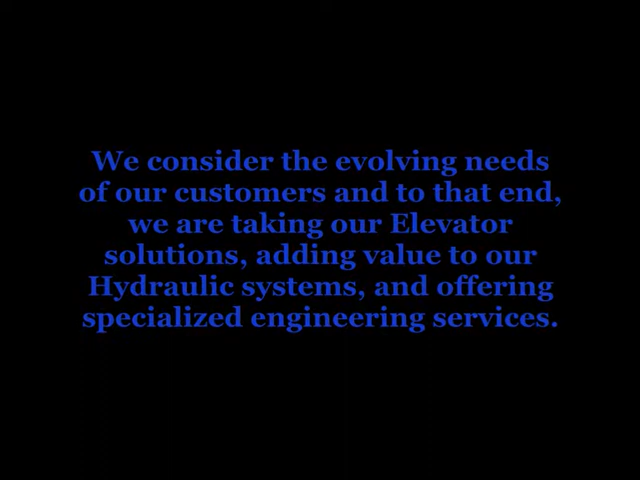 We consider the evolving needs
of our customers and to that end,
we are taking our Elevator
solutions, adding value to our
Hydraulic systems, and offering
specialized engineering services.